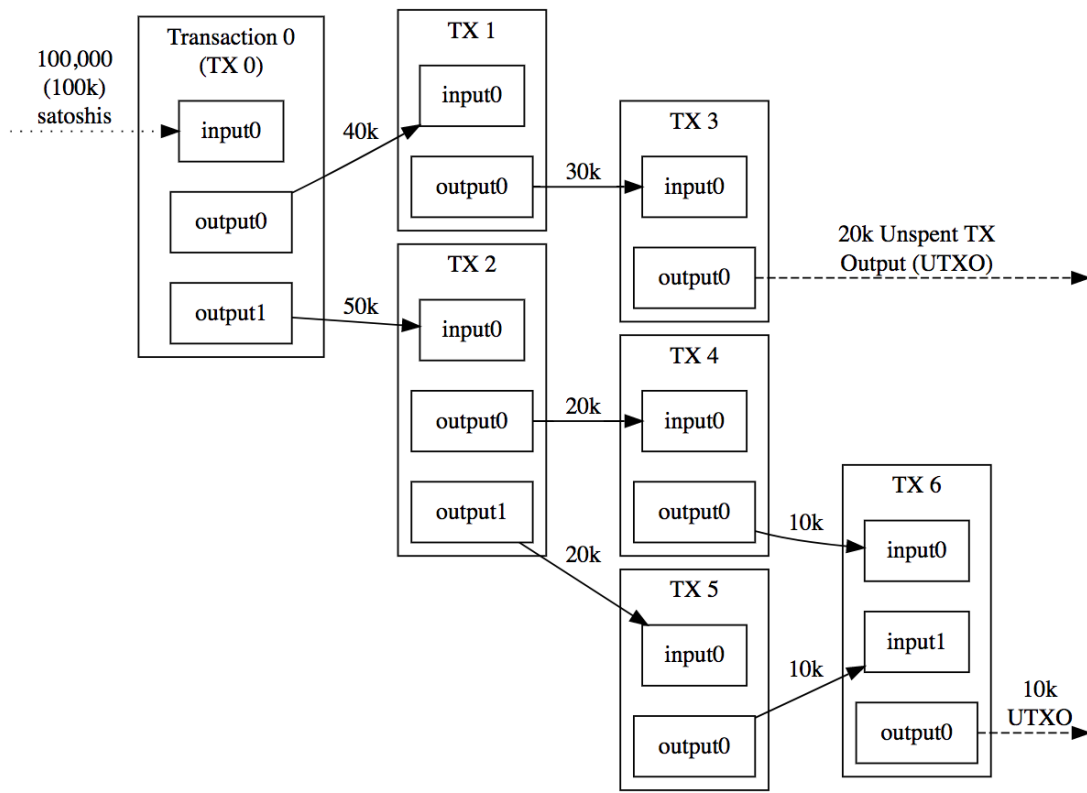 100,000
(100k)
satoshis
Transaction 0
(TX 0)
input0
output0
output1
40k
50k
TX 1
input0
output0
30k
TX 2
input0
output0
output1
20k
20k
TX 3
input0
output0
20k Unspent TX
Output (UTXO)
TX 4
input0
output0
10k
TX 5
input0
output0
10k
TX 6
input0
input1
output0
10k
UTXO